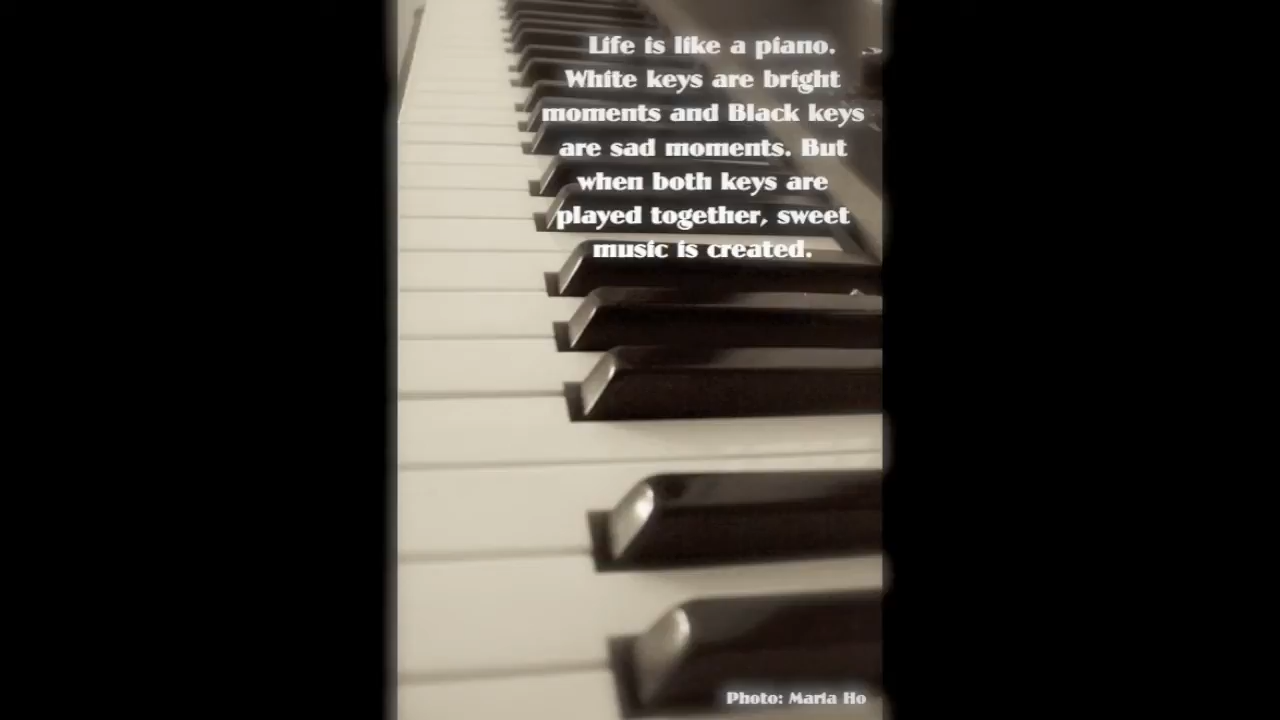 Life is like a piano.
White keys are bright
moments and Black keys
are sad moments. But
when both keys are
played together, sweet
music is created.
Photo: Maria Ho